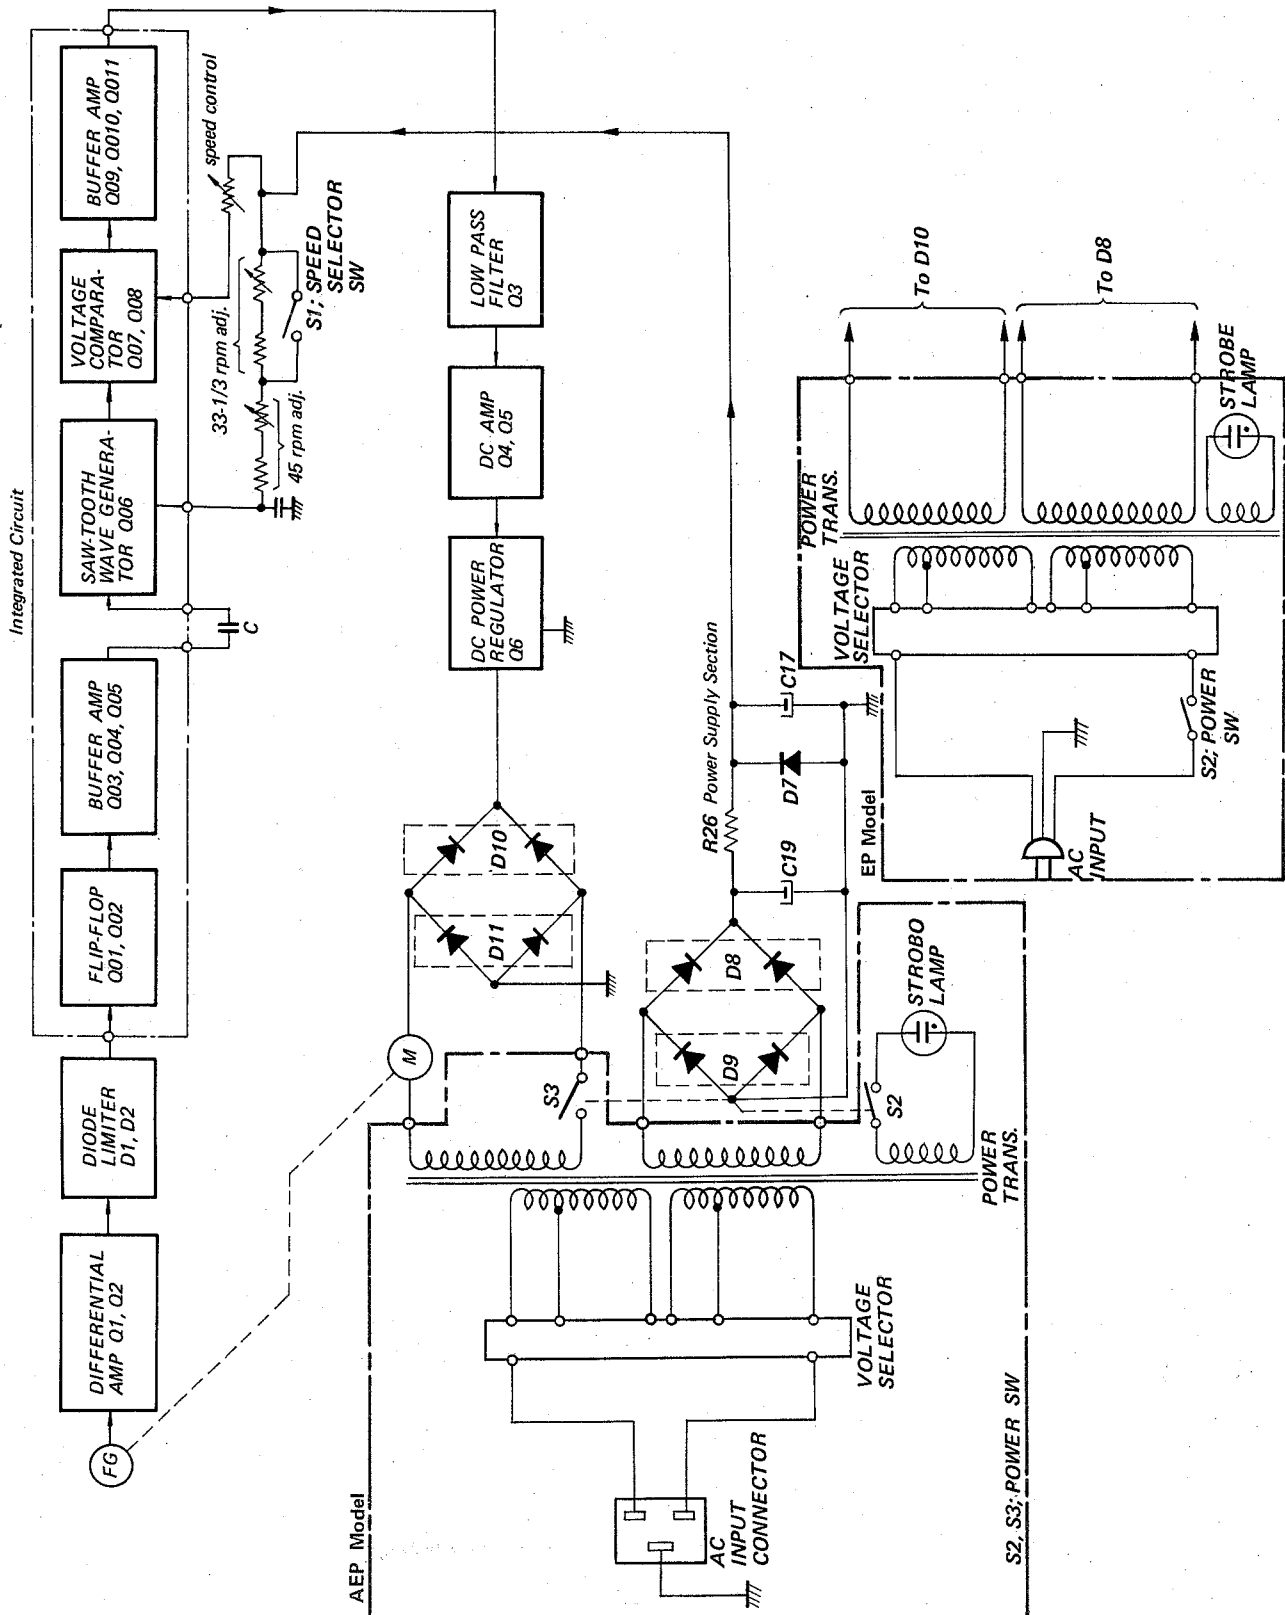 Integrated Circuit
FG
DIFFERENTIAL
AMP Q1, Q2
DIODE
LIMITER
D1, D2
FLIP-FLOP
Q01, Q02
BUFFER AMP
Q03, Q04, Q05
C
SAW-TOOTH
WAVE GENERA-
TOR Q06
VOLTAGE
COMPARA-
TOR
Q07, Q08
BUFFER AMP
Q09, Q010, Q011
speed control
33-1/3 rpm adj.
45 rpm adj.
S1; SPEED
SELECTOR
SW
LOW PASS
FILTER
Q3
DC AMP
Q4, Q5
DC POWER
REGULATOR
Q6
D10
D11
M
S3
D8
D9
R26 Power Supply Section
C19
D7
C17
AEP Model
AC
INPUT
CONNECTOR
VOLTAGE
SELECTOR
POWER
TRANS.
S2
STROBO
LAMP
S2, S3; POWER SW
EP Model
AC
INPUT
S2; POWER
SW
VOLTAGE
SELECTOR
POWER
TRANS.
STROBE
LAMP
To D10
To D8